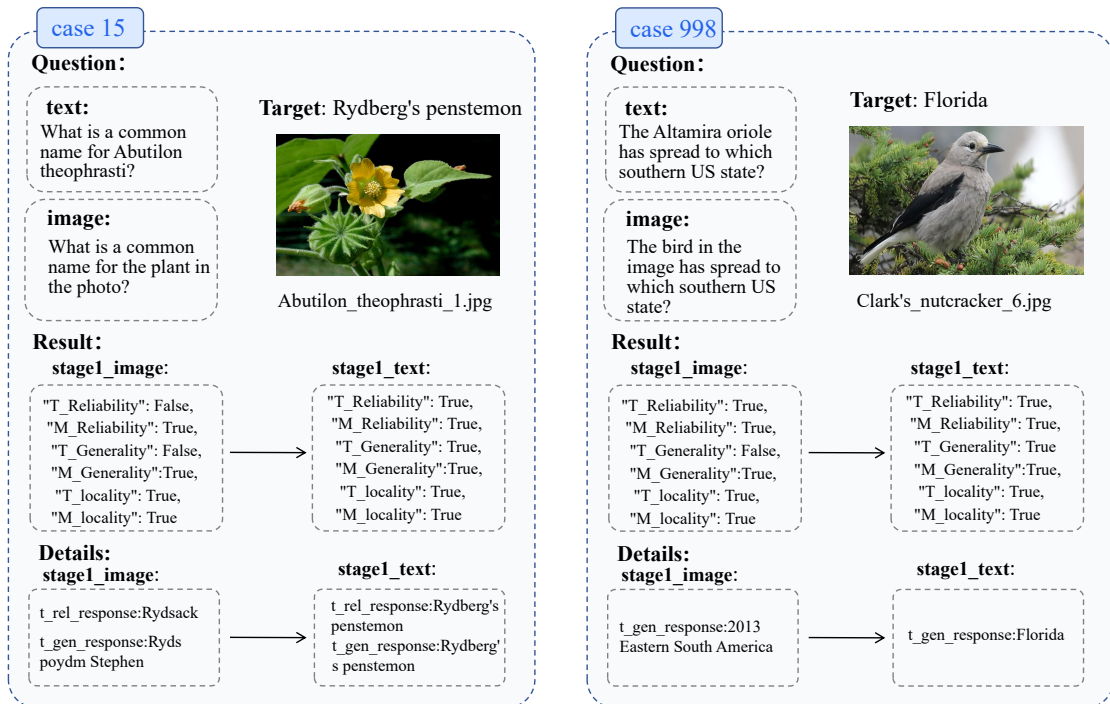 case 15
Question:
text:
What is a common
name for Abutilon
theophrasti?
Target: Rydberg's penstemon
image:
What is a common
name for the plant in
the photo?
Abutilon_theophrasti_1.jpg
Result:
stage1_image:
"T_Reliability": False,
"M_Reliability": True,
"T_Generality": False,
"M_Generality":True,
"T_locality": True,
"M_locality": True
stage1_text:
"T_Reliability": True,
"M_Reliability": True,
"T_Generality": True,
"M_Generality":True,
"T_locality": True,
"M_locality": True
Details:
stage1_image:
t_rel_response:Rydsack
t_gen_response:Ryds
poydm Stephen
stage1_text:
t_rel_response:Rydberg's
penstemon
t_gen_response:Rydberg'
s penstemon
case 998
Question:
text:
The Altamira oriole
has spread to which
southern US state?
Target: Florida
image:
The bird in the
image has spread to
which southern US
state?
Clark's_nutcracker_6.jpg
Result:
stage1_image:
"T_Reliability": True,
"M_Reliability": True,
"T_Generality": False,
"M_Generality":True,
"T_locality": True,
"M_locality": True
stage1_text:
"T_Reliability": True,
"M_Reliability": True,
"T_Generality": True
"M_Generality":True,
"T_locality": True,
"M_locality": True
Details:
stage1_image:
t_gen_response:2013
Eastern South America
stage1_text:
t_gen_response:Florida